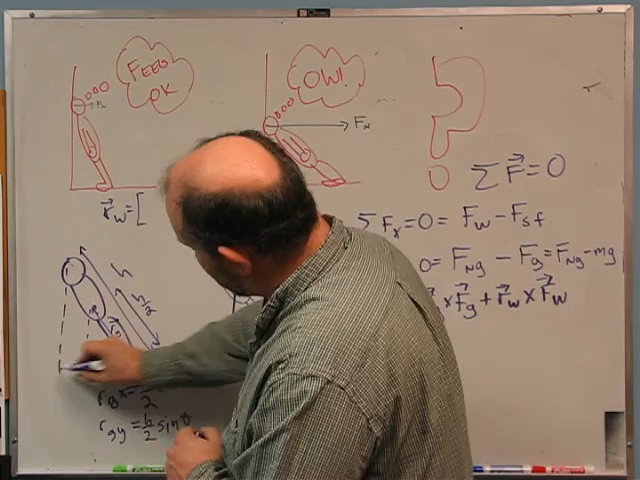 FEEL OK
OW!
F_N
ΣF⃗ = 0
r⃗_w = [
ΣF_x = 0 = F_w − F_sf
0 = F_Ng − F_g = F_Ng − mg
× F⃗_g + r⃗_w × F⃗_w
h
h/2
r⃗_g
r_gy = h/2 sin θ